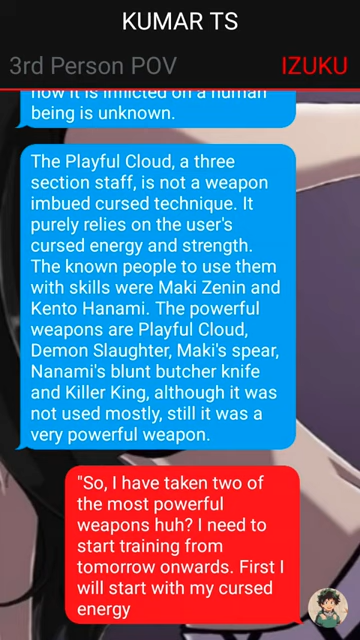 KUMAR TS
3rd Person POV IZUKU
how it is inflicted on a human
being is unknown.
The Playful Cloud, a three
section staff, is not a weapon
imbued cursed technique. It
purely relies on the user's
cursed energy and strength.
The known people to use them
with skills were Maki Zenin and
Kento Hanami. The powerful
weapons are Playful Cloud,
Demon Slaughter, Maki's spear,
Nanami's blunt butcher knife
and Killer King, although it was
not used mostly, still it was a
very powerful weapon.
"So, I have taken two of
the most powerful
weapons huh? I need to
start training from
tomorrow onwards. First I
will start with my cursed
energy